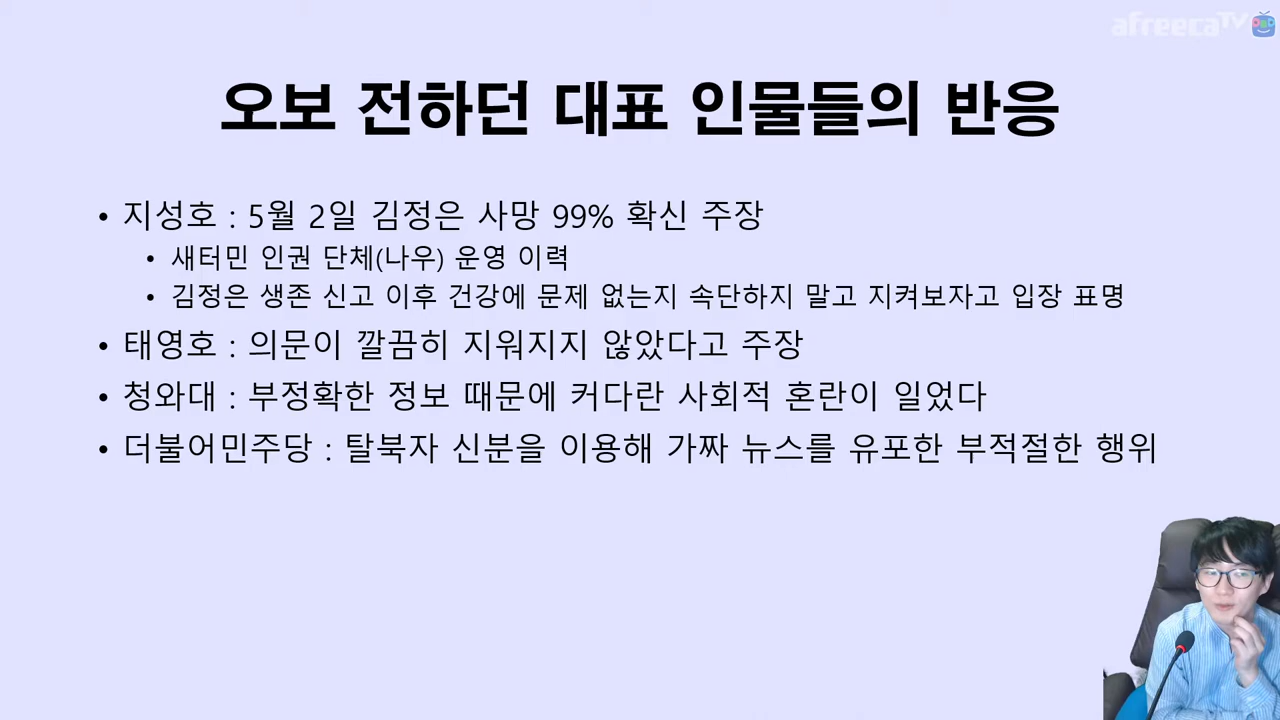 afreecaTV
오보 전하던 대표 인물들의 반응
• 지성호 : 5월 2일 김정은 사망 99% 확신 주장
• 새터민 인권 단체(나우) 운영 이력
• 김정은 생존 신고 이후 건강에 문제 없는지 속단하지 말고 지켜보자고 입장 표명
• 태영호 : 의문이 깔끔히 지워지지 않았다고 주장
• 청와대 : 부정확한 정보 때문에 커다란 사회적 혼란이 일었다
• 더불어민주당 : 탈북자 신분을 이용해 가짜 뉴스를 유포한 부적절한 행위